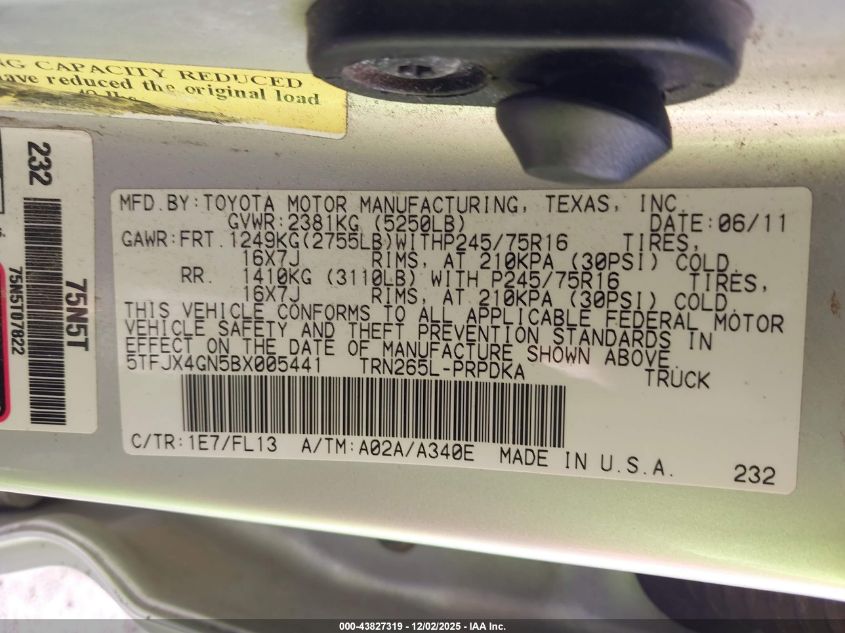 NG CAPACITY REDUCED
have reduced the original load
232
75N5T
75N5T07822
MFD.BY:TOYOTA MOTOR MANUFACTURING, TEXAS, INC.
GVWR:2381KG (5250LB) DATE:06/11
GAWR:FRT.1249KG(2755LB)WITHP245/75R16 TIRES,
16X7J RIMS, AT 210KPA (30PSI) COLD,
RR. 1410KG (3110LB) WITH P245/75R16 TIRES,
16X7J RIMS, AT 210KPA (30PSI) COLD
THIS VEHICLE CONFORMS TO ALL APPLICABLE FEDERAL MOTOR
VEHICLE SAFETY AND THEFT PREVENTION STANDARDS IN
EFFECT ON THE DATE OF MANUFACTURE SHOWN ABOVE.
5TFJX4GN5BX005441 TRN265L-PRPDKA TRUCK
C/TR:1E7/FL13 A/TM:A02A/A340E MADE IN U.S.A.
232
000-43827319 - 12/02/2025 - IAA Inc.